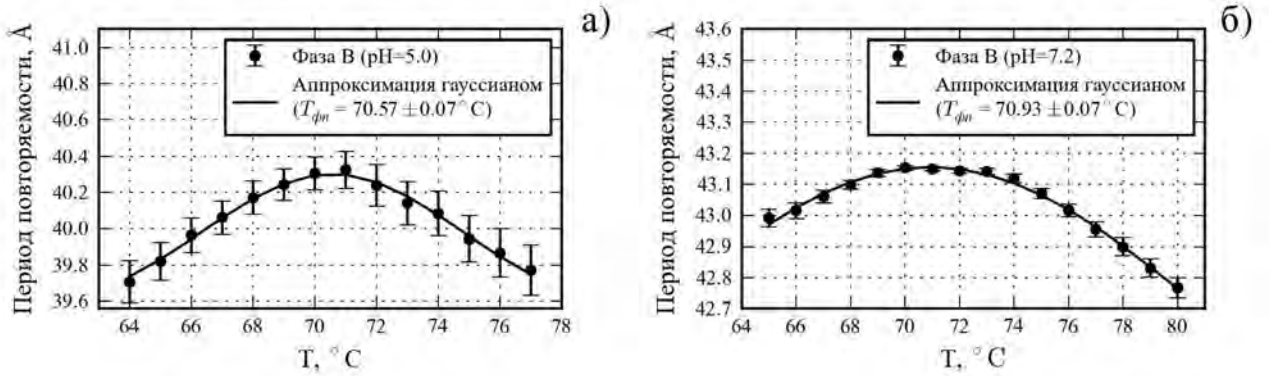 а)
Период повторяемости, Å
41.0
40.8
40.6
40.4
40.2
40.0
39.8
39.6
Фаза B (pH=5.0)
Аппроксимация гауссианом
(Tфп = 70.57 ±0.07°C)
64 66 68 70 72 74 76 78
T, °C
б)
Период повторяемости, Å
43.6
43.5
43.4
43.3
43.2
43.1
43.0
42.9
42.8
42.7
Фаза B (pH=7.2)
Аппроксимация гауссианом
(Tфп = 70.93 ±0.07°C)
64 66 68 70 72 74 76 78 80
T, °C